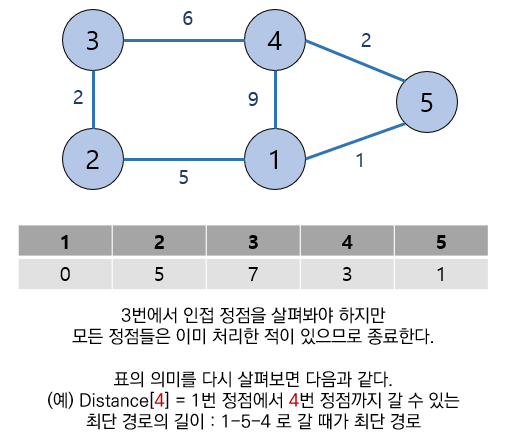 6
3
4
2
5
2
9
2
1
5
1
1 2 3 4 5
0 5 7 3 1
3번에서 인접 정점을 살펴봐야 하지만
모든 정점들은 이미 처리한 적이 있으므로 종료한다.
표의 의미를 다시 살펴보면 다음과 같다.
(예) Distance[4] = 1번 정점에서 4번 정점까지 갈 수 있는
최단 경로의 길이 : 1-5-4 로 갈 때가 최단 경로